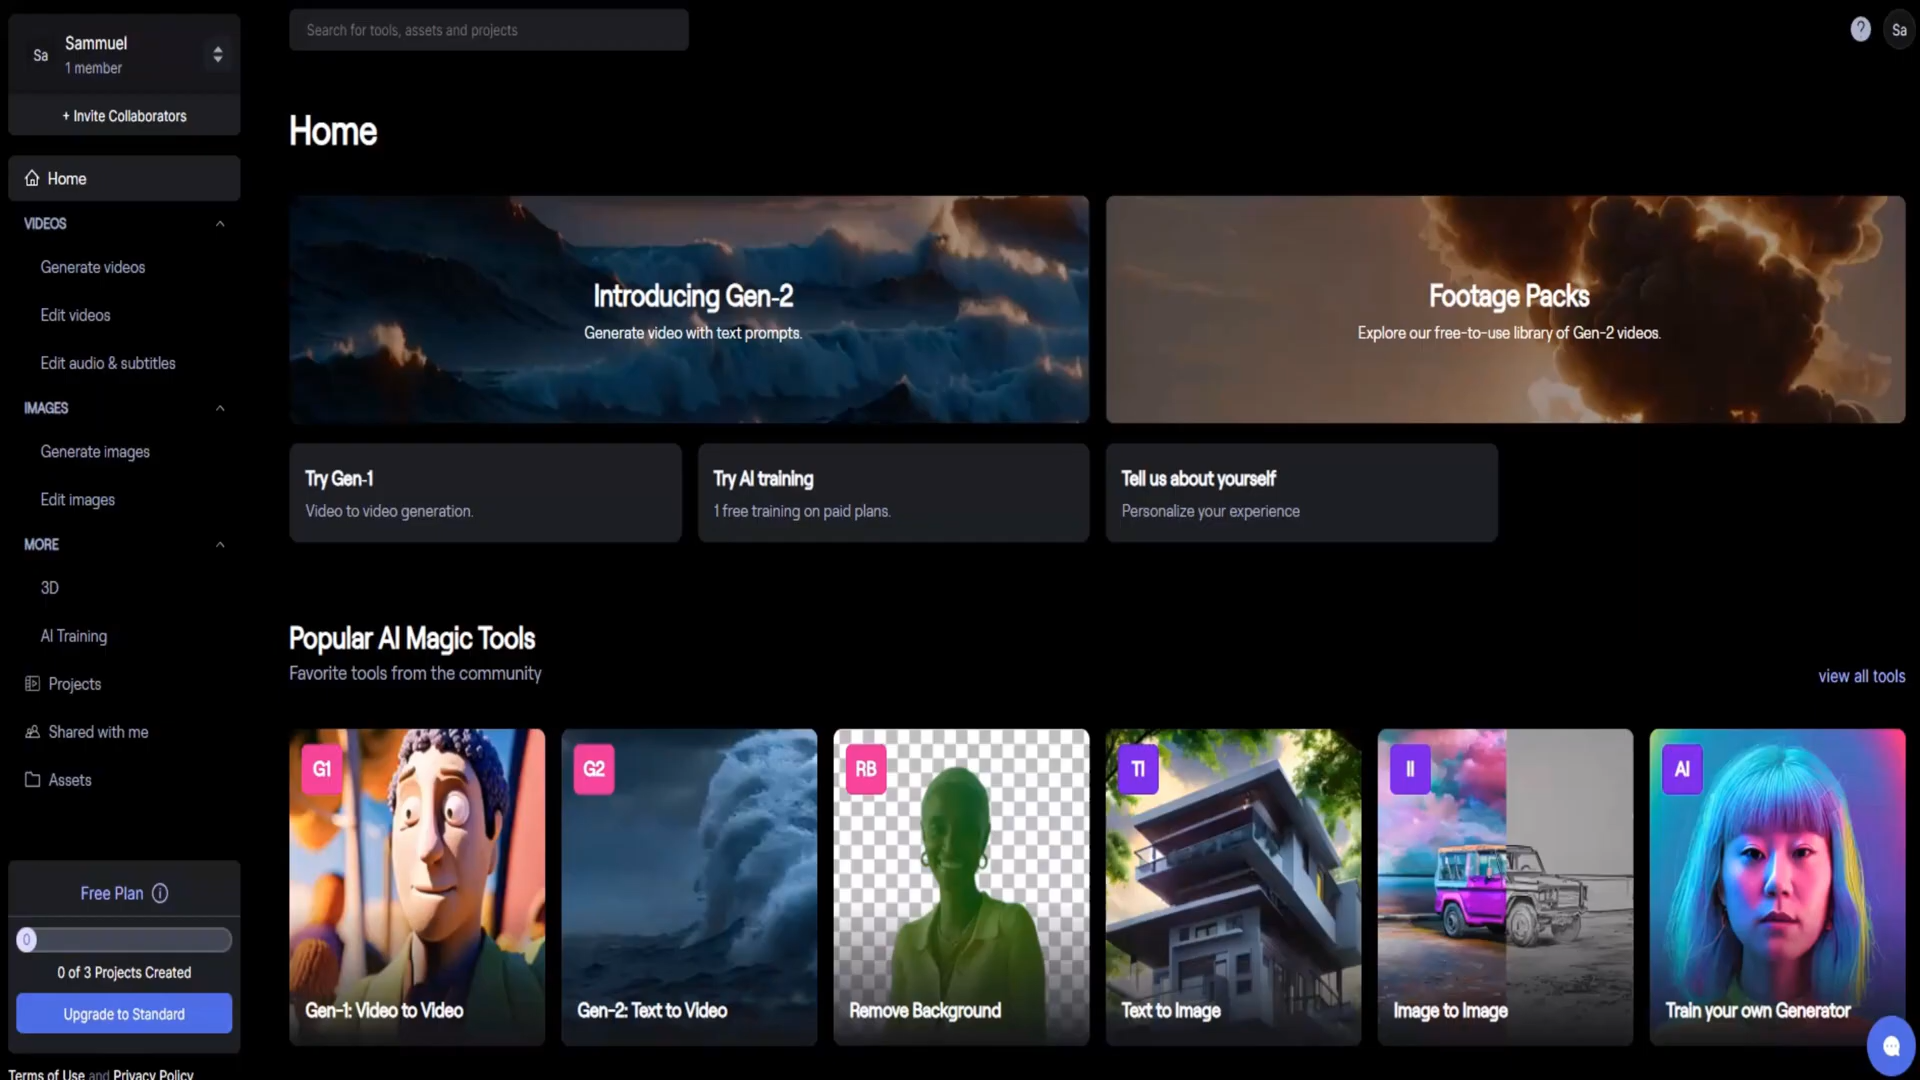 Sa
Sammuel
1 member
+ Invite Collaborators
Home
VIDEOS
Generate videos
Edit videos
Edit audio & subtitles
IMAGES
Generate images
Edit images
MORE
3D
AI Training
Projects
Shared with me
Assets
Free Plan
0
0 of 3 Projects Created
Upgrade to Standard
Terms of Use and Privacy Policy
Search for tools, assets and projects
?
Sa
Home
Introducing Gen-2
Generate video with text prompts.
Footage Packs
Explore our free-to-use library of Gen-2 videos.
Try Gen-1
Video to video generation.
Try AI training
1 free training on paid plans.
Tell us about yourself
Personalize your experience
Popular AI Magic Tools
Favorite tools from the community
view all tools
G1
Gen-1: Video to Video
G2
Gen-2: Text to Video
RB
Remove Background
TI
Text to Image
II
Image to Image
AI
Train your own Generator